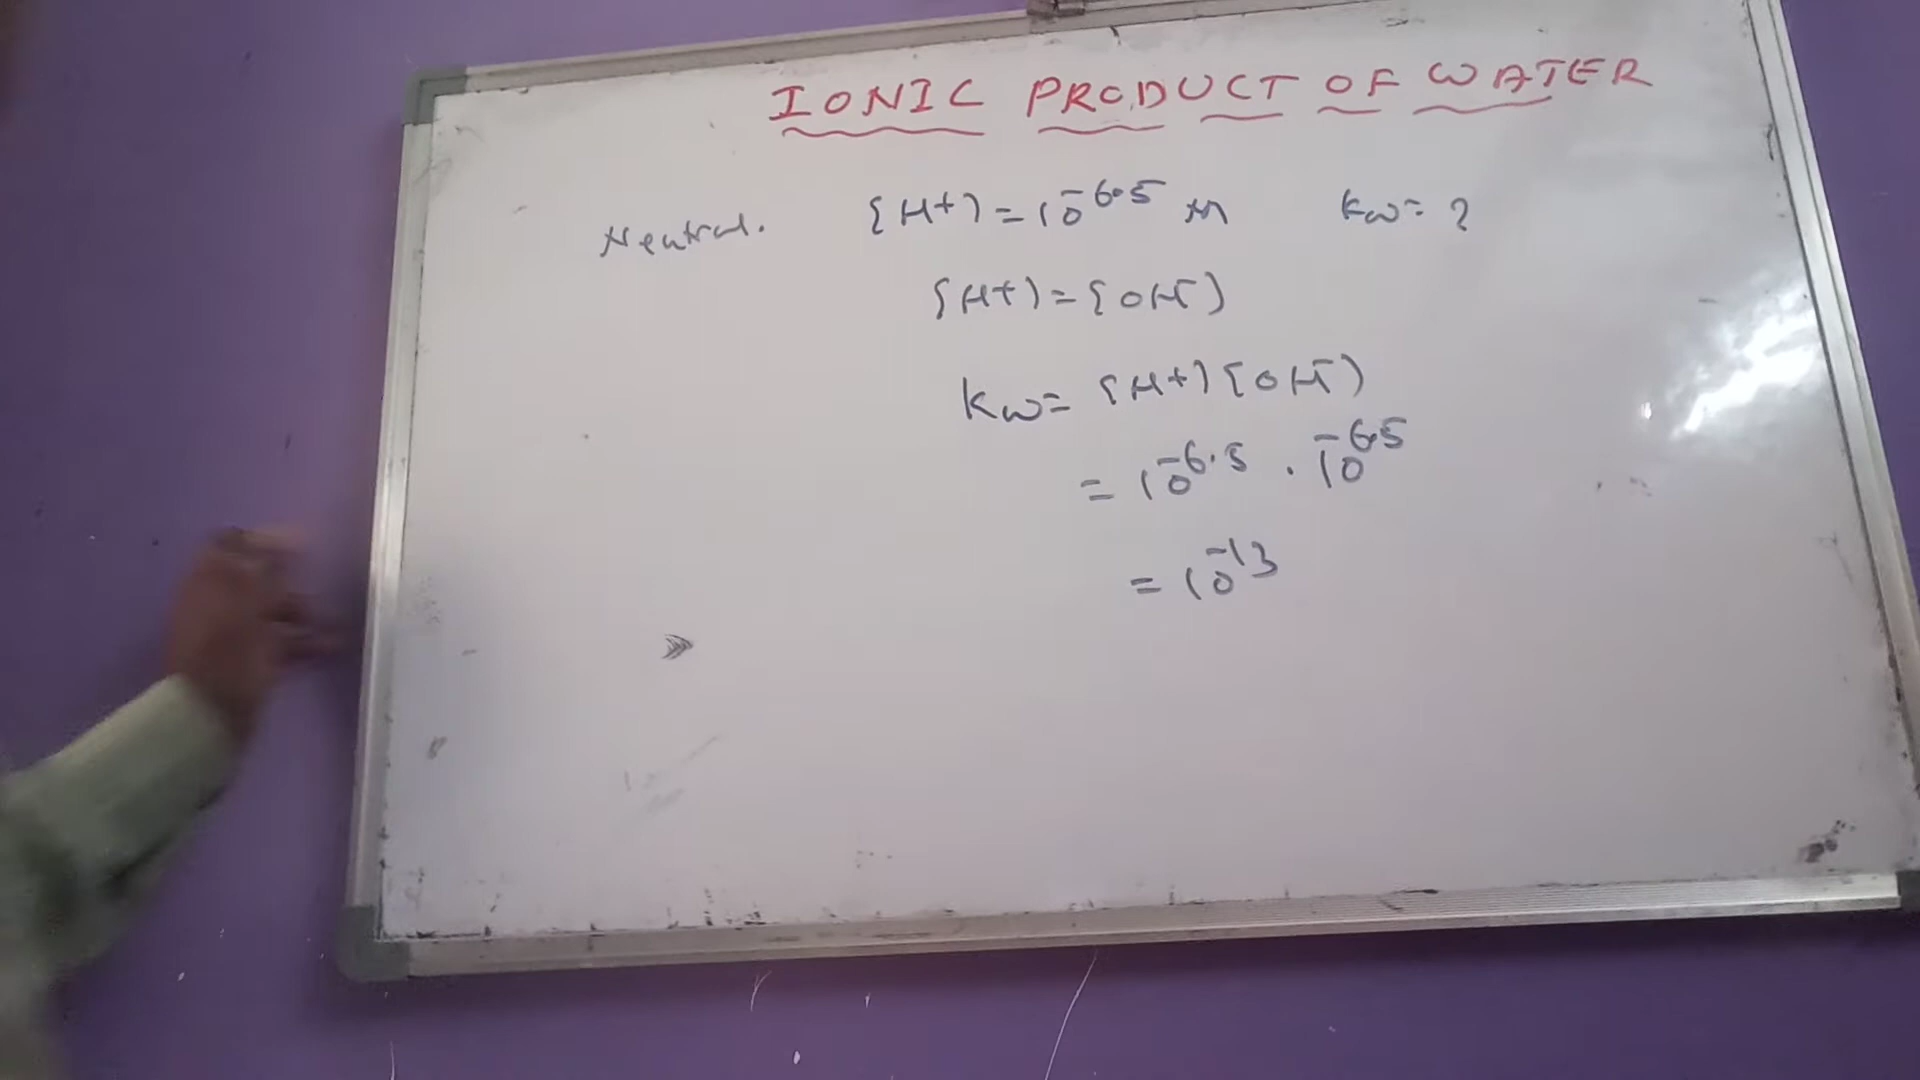 IONIC PRODUCT OF WATER
Neutral. [H+] = 10^-6.5 M Kw = ?
[H+] = [OH-]
Kw = [H+] [OH-]
= 10^-6.5 . 10^-6.5
= 10^-13